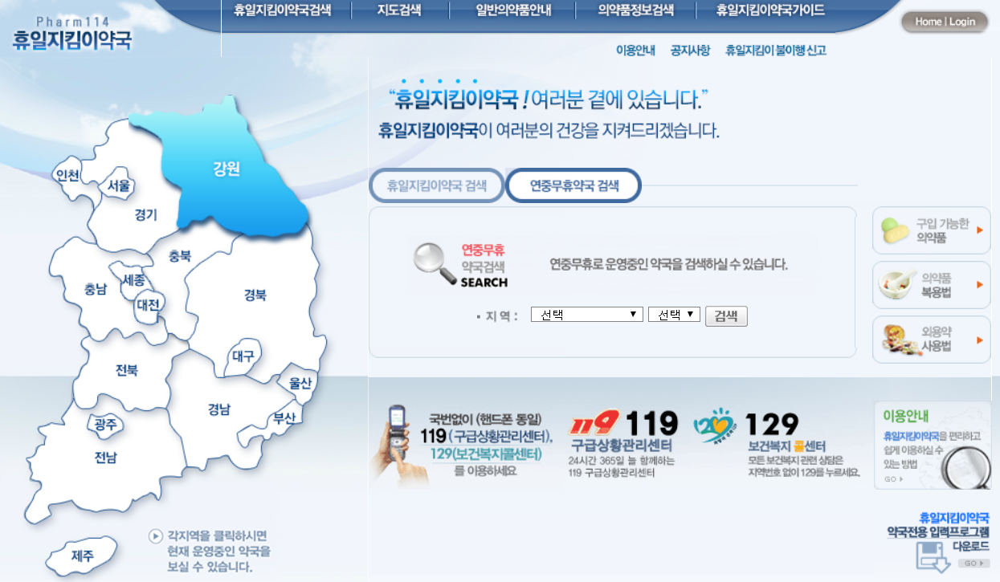 Pharm114
휴일지킴이약국
휴일지킴이약국검색
지도검색
일반의약품안내
의약품정보검색
휴일지킴이약국가이드
Home | Login
이용안내
공지사항
휴일지킴이 불이행 신고
“휴일지킴이약국 ! 여러분 곁에 있습니다.”
휴일지킴이약국이 여러분의 건강을 지켜드리겠습니다.
강원
인천
서울
경기
충북
세종
충남
대전
경북
대구
전북
울산
경남
부산
광주
전남
제주
각지역을 클릭하시면
현재 운영중인 약국을
보실 수 있습니다.
휴일지킴이약국 검색
연중무휴약국 검색
연중무휴
약국검색
SEARCH
연중무휴로 운영중인 약국을 검색하실 수 있습니다.
지 역 :
선택
선택
검색
구입 가능한
의약품
의약품
복용법
외용약
사용법
국번없이 (핸드폰 동일)
119 (구급상황관리센터),
129(보건복지콜센터)
를 이용하세요
119 119
구급상황관리센터
24시간 365일 늘 함께하는
119 구급상황관리센터
129
보건복지 콜센터
모든 보건복지 관련 상담은
지역번호 없이 129를 누르세요.
이용안내
휴일지킴이약국을 편리하고
쉽게 이용하실 수
있는 방법
GO
휴일지킴이약국
약국전용 입력프로그램
다운로드
GO